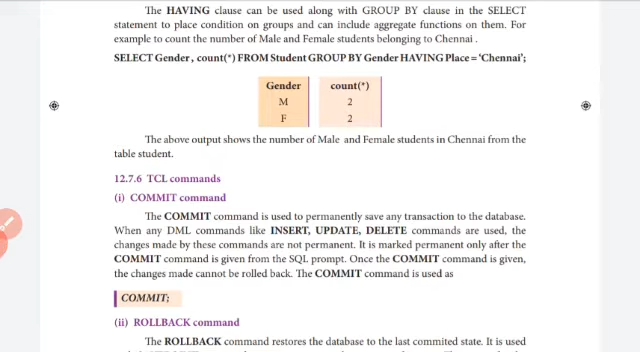 The HAVING clause can be used along with GROUP BY clause in the SELECT
statement to place condition on groups and can include aggregate functions on them. For
example to count the number of Male and Female students belonging to Chennai .
SELECT Gender , count(*) FROM Student GROUP BY Gender HAVING Place = ‘Chennai’;
Gender count(*)
M 2
F 2
The above output shows the number of Male and Female students in Chennai from the
table student.
12.7.6 TCL commands
(i) COMMIT command
The COMMIT command is used to permanently save any transaction to the database.
When any DML commands like INSERT, UPDATE, DELETE commands are used, the
changes made by these commands are not permanent. It is marked permanent only after the
COMMIT command is given from the SQL prompt. Once the COMMIT command is given,
the changes made cannot be rolled back. The COMMIT command is used as
COMMIT;
(ii) ROLLBACK command
The ROLLBACK command restores the database to the last commited state. It is used